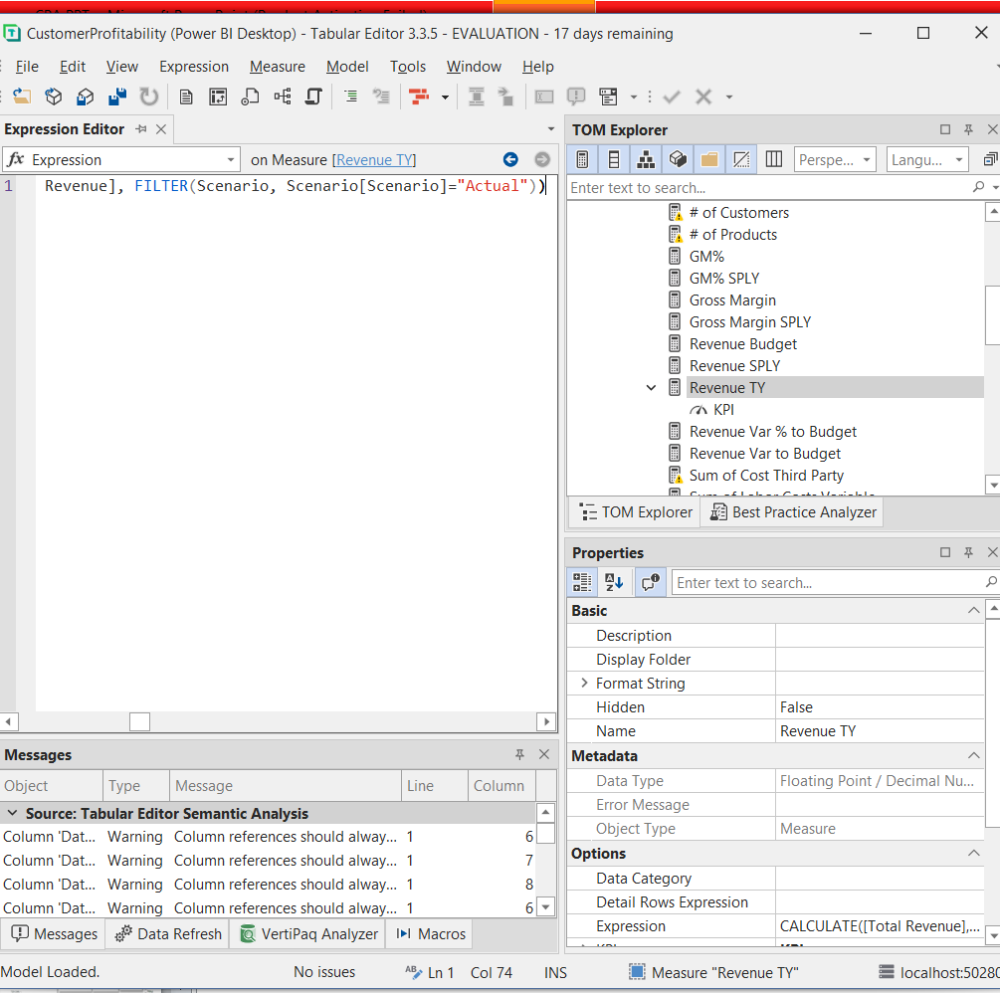 CustomerProfitability (Power BI Desktop) - Tabular Editor 3.3.5 - EVALUATION - 17 days remaining
File Edit View Expression Measure Model Tools Window Help
Expression Editor
fx Expression on Measure [Revenue TY]
1 Revenue], FILTER(Scenario, Scenario[Scenario]="Actual"))
TOM Explorer
Perspe... Langu...
Enter text to search...
# of Customers
# of Products
GM%
GM% SPLY
Gross Margin
Gross Margin SPLY
Revenue Budget
Revenue SPLY
Revenue TY
KPI
Revenue Var % to Budget
Revenue Var to Budget
Sum of Cost Third Party
Sum of Labor Costs Variable
TOM Explorer Best Practice Analyzer
Properties
Enter text to search...
Basic
Description
Display Folder
Format String
Hidden False
Name Revenue TY
Metadata
Data Type Floating Point / Decimal Nu...
Error Message
Object Type Measure
Options
Data Category
Detail Rows Expression
Expression CALCULATE([Total Revenue],...
KPI KPI
Messages
Object Type Message Line Column
Source: Tabular Editor Semantic Analysis
Column 'Dat... Warning Column references should alway... 1 6
Column 'Dat... Warning Column references should alway... 1 7
Column 'Dat... Warning Column references should alway... 1 8
Column 'Dat... Warning Column references should alway... 1 6
Messages Data Refresh VertiPaq Analyzer Macros
Model Loaded. No issues Ln 1 Col 74 INS Measure "Revenue TY" localhost:50280